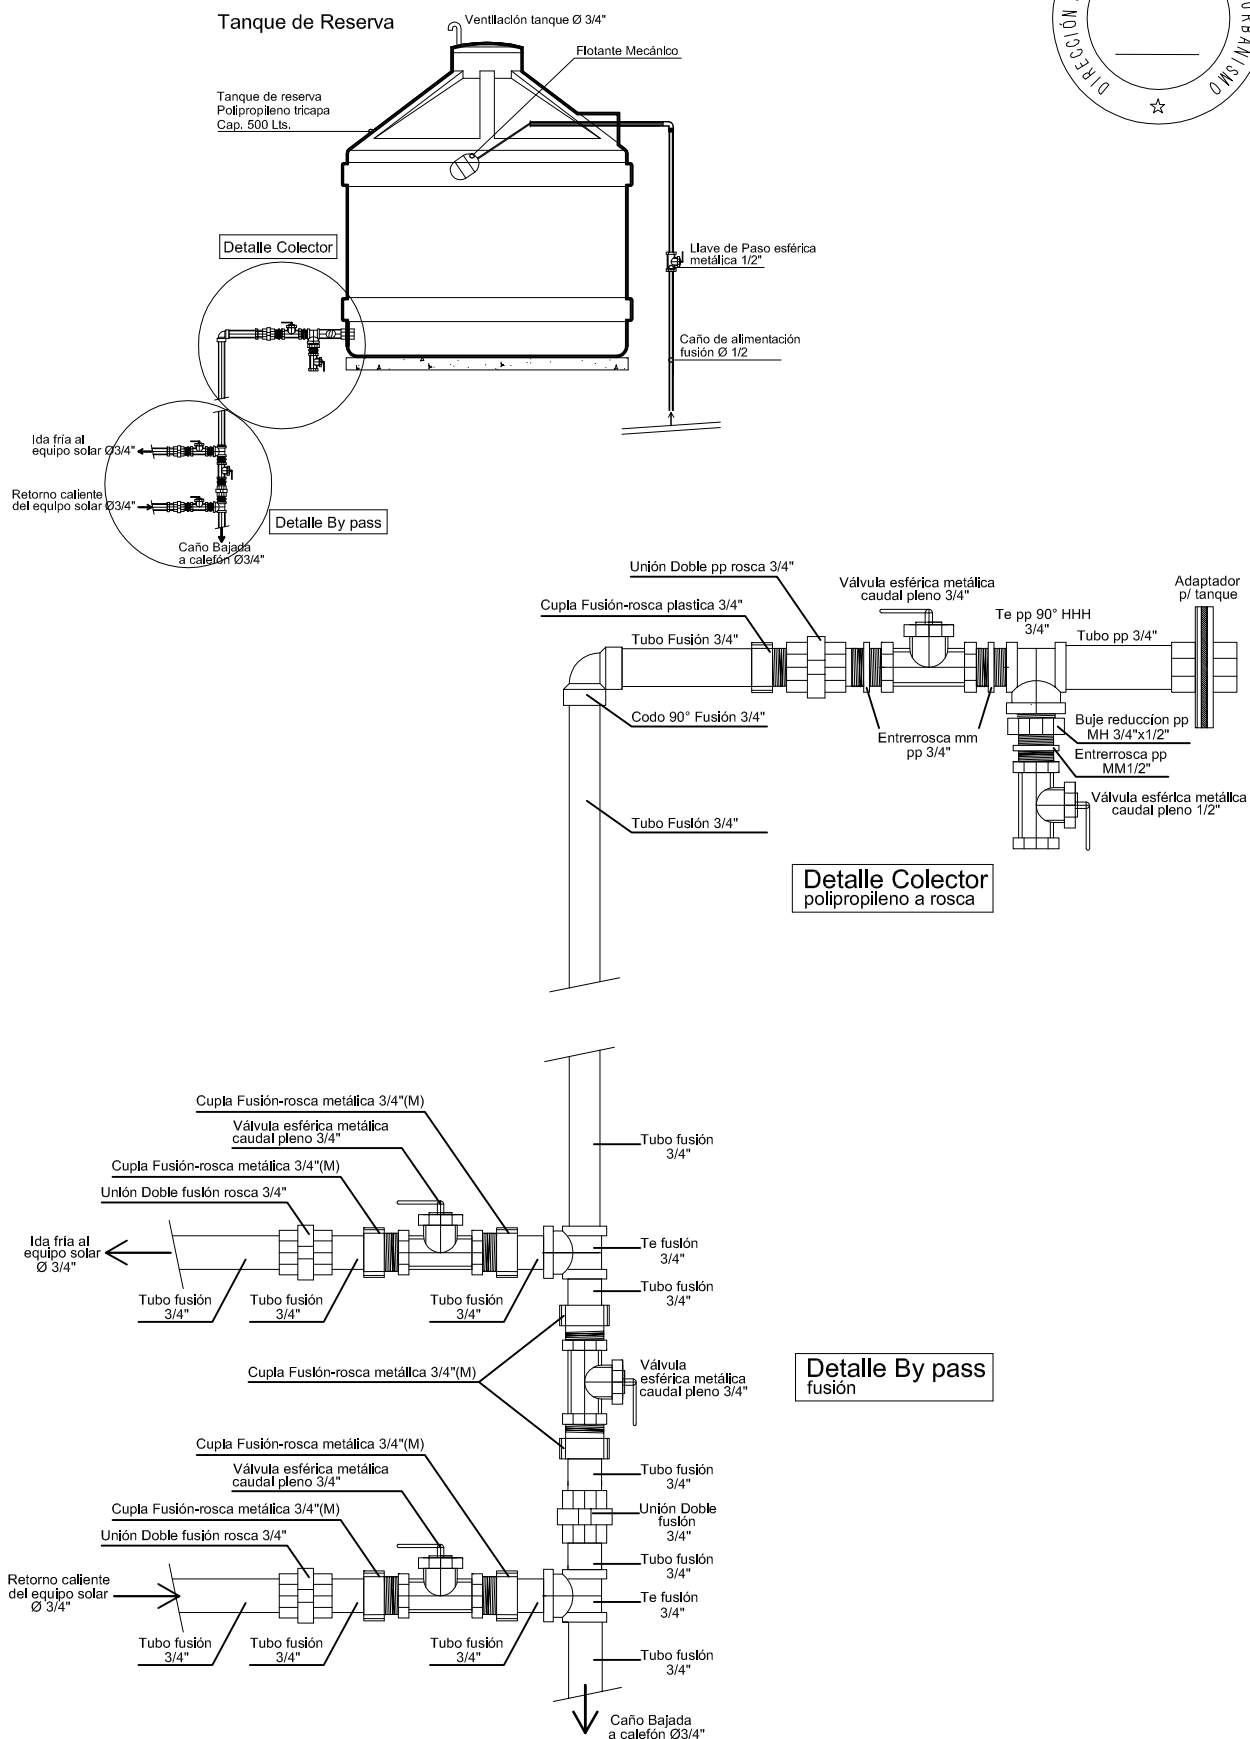 Tanque de Reserva
Ventilación tanque Ø 3/4"
Flotante Mecánico
Tanque de reserva
Polipropileno tricapa
Cap. 500 Lts.
DIRECCIÓN
URBANISMO
Detalle Colector
Llave de Paso esférica
metálica 1/2"
Caño de alimentación
fusión Ø 1/2
Ida fría al
equipo solar Ø3/4"
Retorno caliente
del equipo solar Ø3/4"
Detalle By pass
Caño Bajada
a calefón Ø3/4"
Unión Doble pp rosca 3/4"
Válvula esférica metálica
caudal pleno 3/4"
Adaptador
p/ tanque
Cupla Fusión-rosca plastica 3/4"
Te pp 90° HHH
3/4"
Tubo Fusión 3/4"
Tubo pp 3/4"
Codo 90° Fusión 3/4"
Entrerrosca mm
pp 3/4"
Buje reduccíon pp
MH 3/4"x1/2"
Entrerrosca pp
MM1/2"
Válvula esférica metálica
caudal pleno 1/2"
Tubo Fusión 3/4"
Detalle Colector
polipropileno a rosca
Cupla Fusión-rosca metálica 3/4"(M)
Válvula esférica metálica
caudal pleno 3/4"
Cupla Fusión-rosca metálica 3/4"(M)
Unión Doble fusión rosca 3/4"
Tubo fusión
3/4"
Ida fría al
equipo solar
Ø 3/4"
Te fusión
3/4"
Tubo fusión
3/4"
Tubo fusión
3/4"
Tubo fusión
3/4"
Tubo fusión
3/4"
Cupla Fusión-rosca metálica 3/4"(M)
Válvula
esférica metálica
caudal pleno 3/4"
Detalle By pass
fusión
Cupla Fusión-rosca metálica 3/4"(M)
Válvula esférica metálica
caudal pleno 3/4"
Cupla Fusión-rosca metálica 3/4"(M)
Unión Doble fusión rosca 3/4"
Tubo fusión
3/4"
Unión Doble
fusión
3/4"
Tubo fusión
3/4"
Retorno caliente
del equipo solar
Ø 3/4"
Te fusión
3/4"
Tubo fusión
3/4"
Tubo fusión
3/4"
Tubo fusión
3/4"
Tubo fusión
3/4"
Caño Bajada
a calefón Ø3/4"